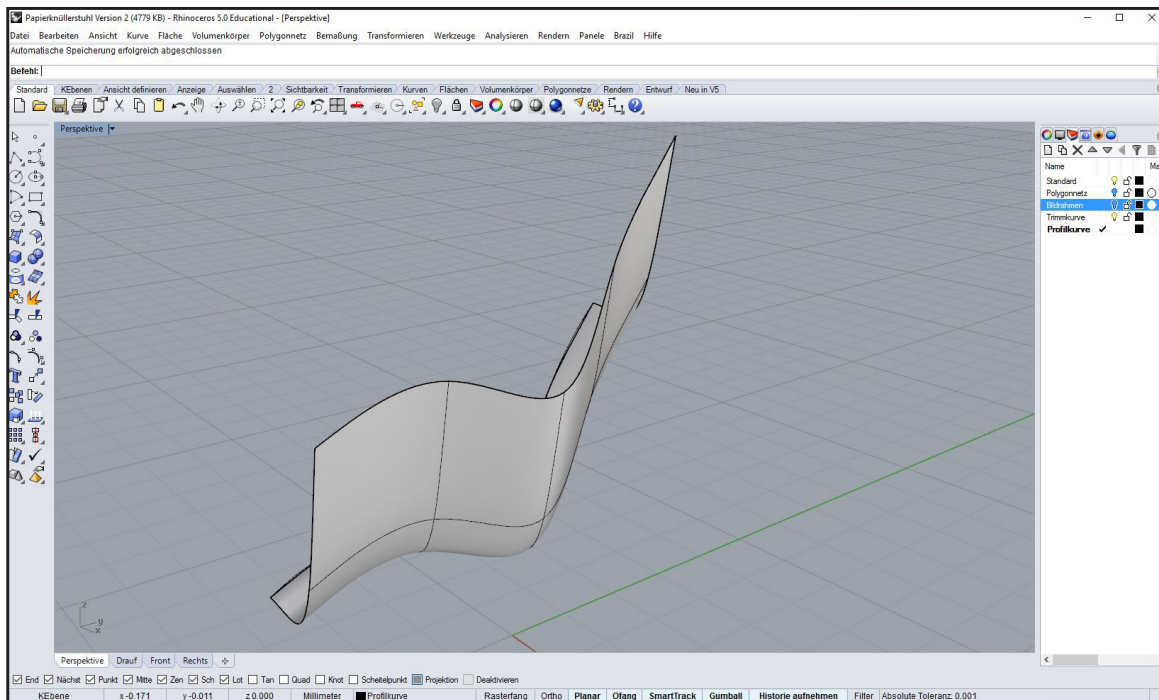 Papierknüllerstuhl Version 2 (4779 KB) - Rhinoceros 5.0 Educational - [Perspektive]
Datei Bearbeiten Ansicht Kurve Fläche Volumenkörper Polygonnetz Bemaßung Transformieren Werkzeuge Analysieren Rendern Panele Brazil Hilfe
Automatische Speicherung erfolgreich abgeschlossen
Befehl:
Standard KEbenen Ansicht definieren Anzeige Auswählen 2 Sichtbarkeit Transformieren Kurven Flächen Volumenkörper Polygonnetze Rendern Entwurf Neu in V5
Perspektive
Name Ma
Standard
Polygonnetz
Bildrahmen
Trimmkurve
Profilkurve
z
y
x
Perspektive Drauf Front Rechts
End Nächst Punkt Mitte Zen Sch Lot Tan Quad Knot Scheitelpunkt Projektion Deaktivieren
KEbene x -0.171 y -0.011 z 0.000 Millimeter Profilkurve Rasterfang Ortho Planar Ofang SmartTrack Gumball Historie aufnehmen Filter Absolute Toleranz: 0.001